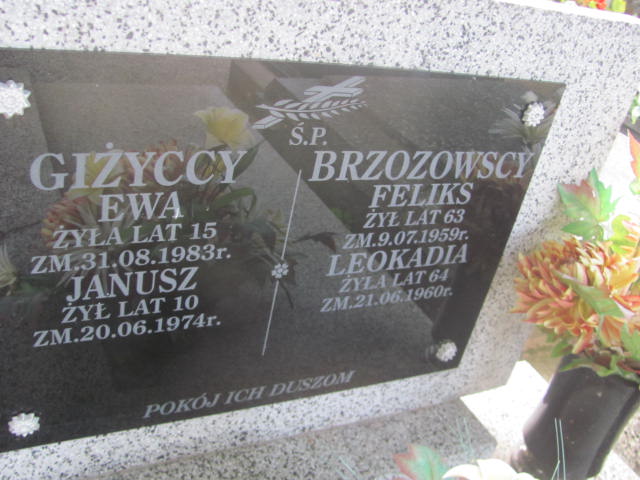 Ś.P.
GIŻYCCY
EWA
ŻYŁA LAT 15
ZM.31.08.1983r.
JANUSZ
ŻYŁ LAT 10
ZM.20.06.1974r.
BRZOZOWSCY
FELIKS
ŻYŁ LAT 63
ZM.9.07.1959r.
LEOKADIA
ŻYŁA LAT 64
ZM.21.06.1960r.
POKÓJ ICH DUSZOM